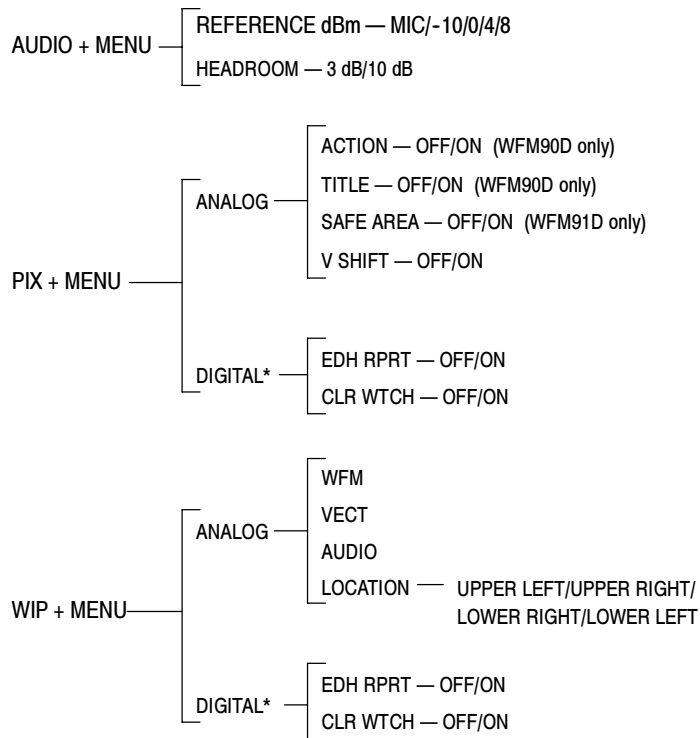 AUDIO + MENU
REFERENCE dBm — MIC/-10/0/4/8
HEADROOM — 3 dB/10 dB
PIX + MENU
ANALOG
ACTION — OFF/ON (WFM90D only)
TITLE — OFF/ON (WFM90D only)
SAFE AREA — OFF/ON (WFM91D only)
V SHIFT — OFF/ON
DIGITAL*
EDH RPRT — OFF/ON
CLR WTCH — OFF/ON
WIP + MENU
ANALOG
WFM
VECT
AUDIO
LOCATION — UPPER LEFT/UPPER RIGHT/
LOWER RIGHT/LOWER LEFT
DIGITAL*
EDH RPRT — OFF/ON
CLR WTCH — OFF/ON